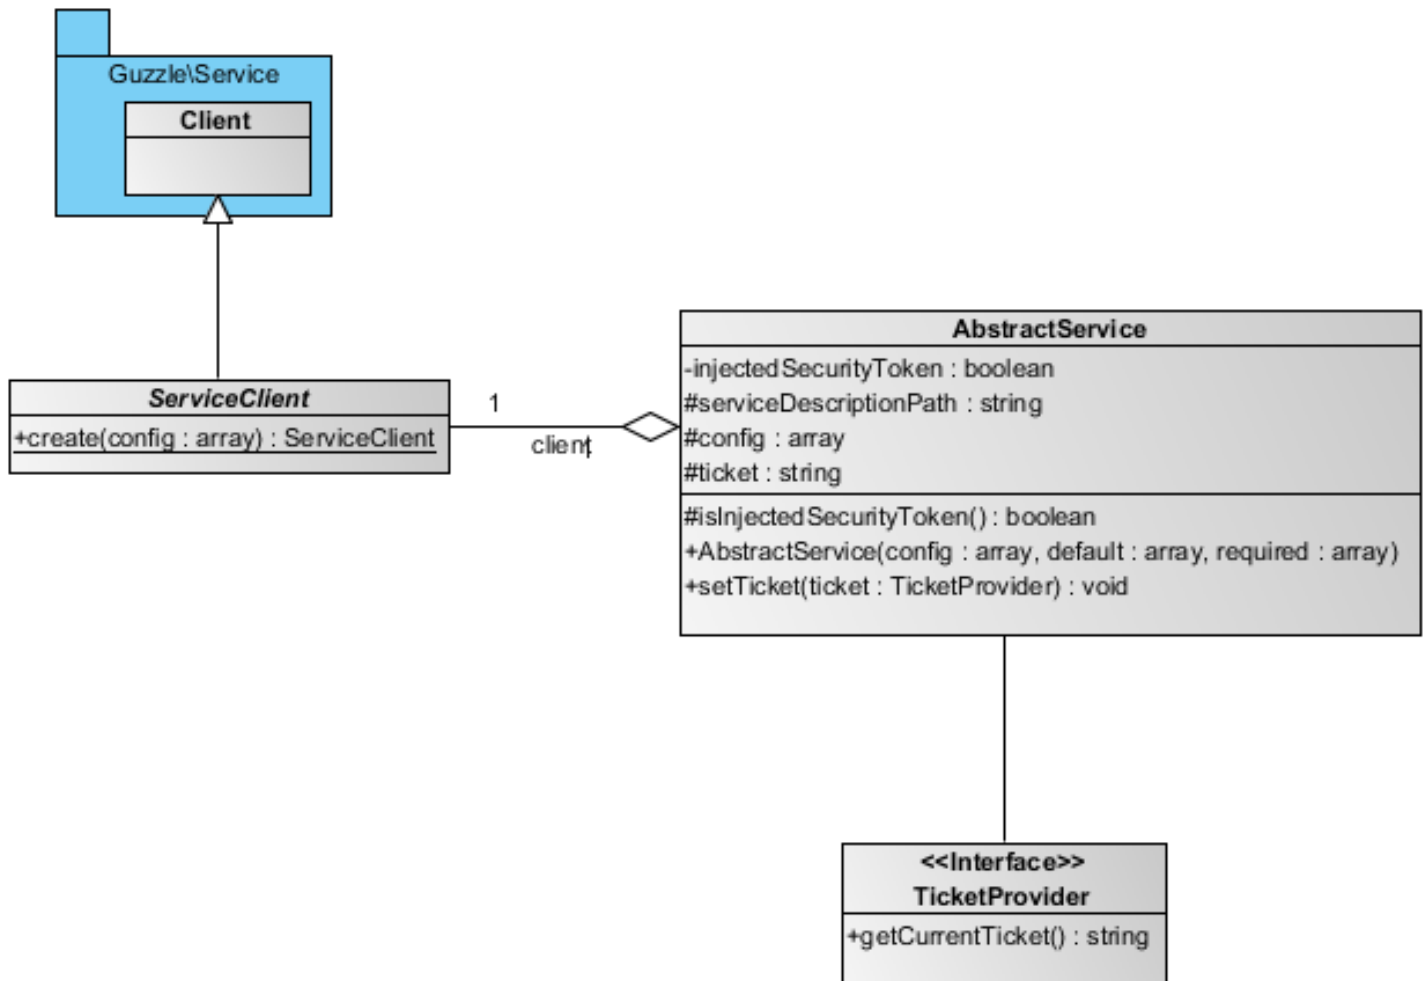 Guzzle\Service
Client
ServiceClient
+create(config : array) : ServiceClient
1
client
AbstractService
-injectedSecurityToken : boolean
#serviceDescriptionPath : string
#config : array
#ticket : string
#isInjectedSecurityToken() : boolean
+AbstractService(config : array, default : array, required : array)
+setTicket(ticket : TicketProvider) : void
<<Interface>>
TicketProvider
+getCurrentTicket() : string